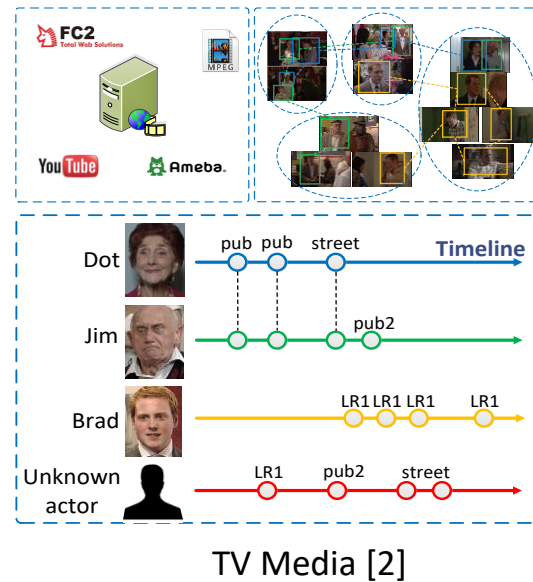 FC2
Total Web Solutions
MPEG
YouTube
Ameba.
Timeline
pub pub street
Dot
pub2
Jim
LR1 LR1 LR1 LR1
Brad
LR1 pub2 street
Unknown
actor
TV Media [2]